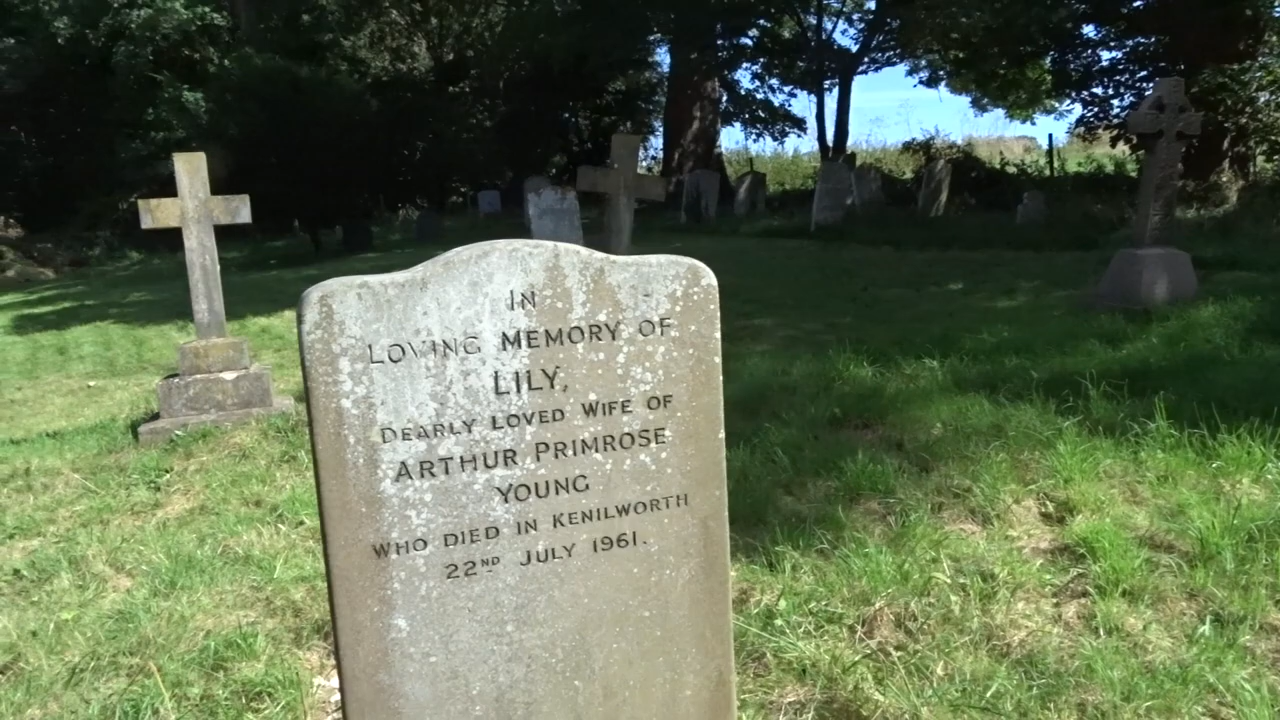 IN
LOVING MEMORY OF
LILY,
DEARLY LOVED WIFE OF
ARTHUR PRIMROSE
YOUNG
WHO DIED IN KENILWORTH
22ND JULY 1961.